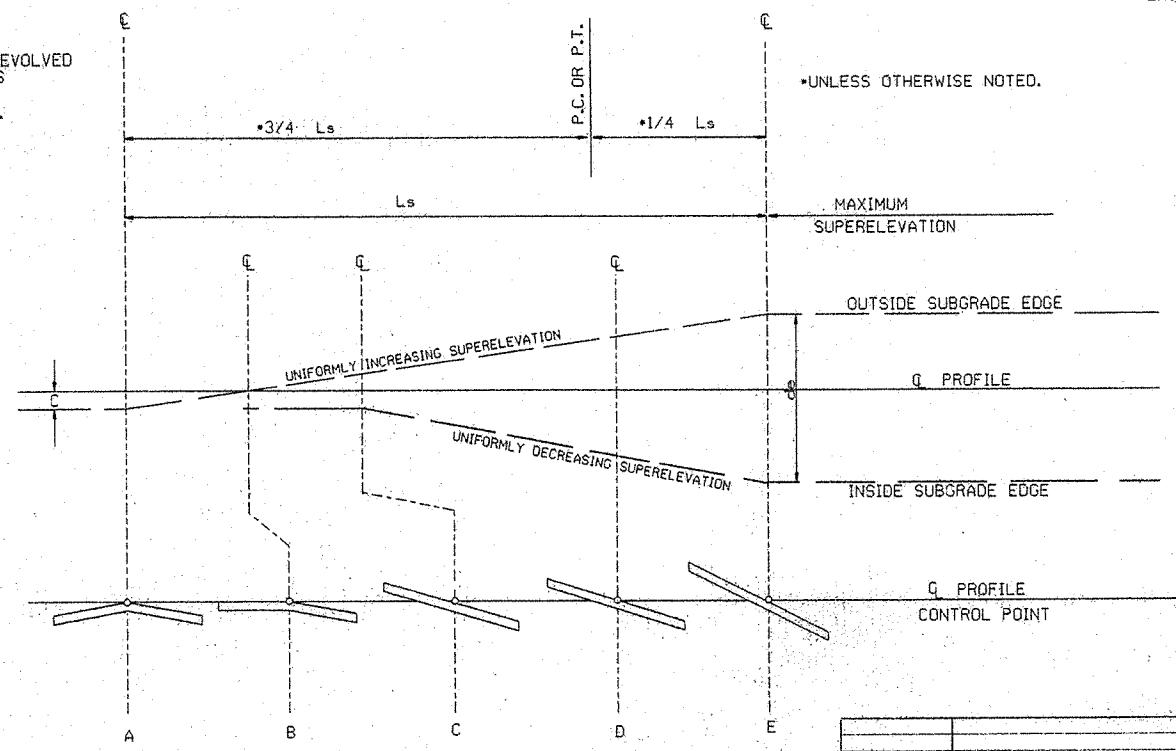 ℄
℄
EVOLVED
S
P.C. OR P.T.
*UNLESS OTHERWISE NOTED.
*3/4 Ls
*1/4 Ls
Ls
MAXIMUM
SUPERELEVATION
℄
℄
℄
OUTSIDE SUBGRADE EDGE
UNIFORMLY INCREASING SUPERELEVATION
℄ PROFILE
C
UNIFORMLY DECREASING SUPERELEVATION
INSIDE SUBGRADE EDGE
℄ PROFILE
CONTROL POINT
A
B
C
D
E